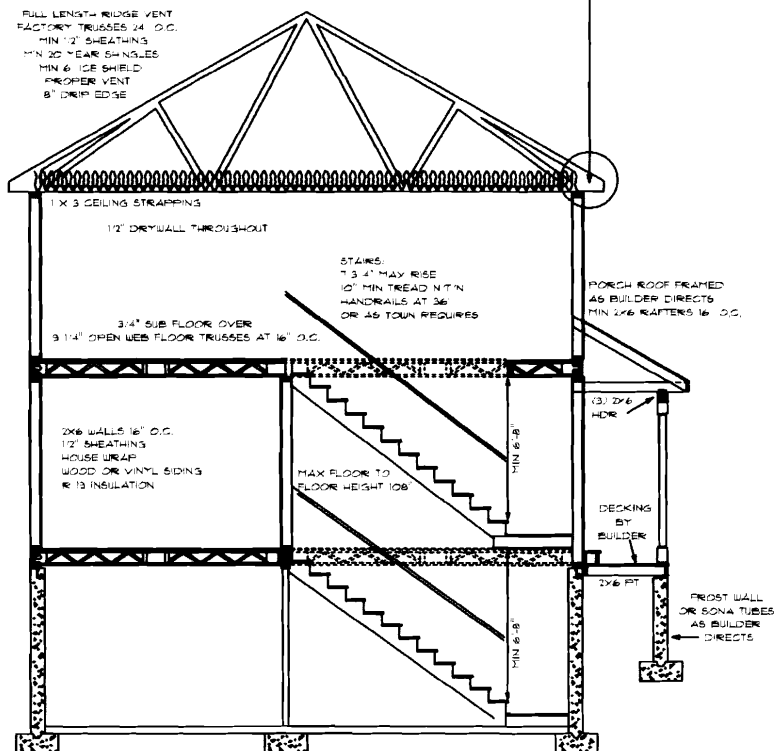 FULL LENGTH RIDGE VENT
FACTORY TRUSSES 24" O.C.
MIN 1/2" SHEATHING
MIN 20 YEAR SHINGLES
MIN 6' ICE SHIELD
PROPER VENT
8" DRIP EDGE
1 X 3 CEILING STRAPPING
1/2" DRYWALL THROUGHOUT
STAIRS:
7 3/4" MAX RISE
10" MIN TREAD N'T'N
HANDRAILS AT 36"
OR AS TOWN REQUIRES
PORCH ROOF FRAMED
AS BUILDER DIRECTS
MIN 2X6 RAFTERS 16" O.C.
3/4" SUB FLOOR OVER
9 1/4" OPEN WEB FLOOR TRUSSES AT 16" O.C.
(3) 2X6
HDR
2X6 WALLS 16" O.C.
1/2" SHEATHING
HOUSE WRAP
WOOD OR VINYL SIDING
R 19 INSULATION
MAX FLOOR TO
FLOOR HEIGHT 108"
MIN 6'-8"
DECKING
BY
BUILDER
2X6 PT
FROST WALL
OR SONA TUBES
AS BUILDER
DIRECTS
MIN 6'-8"